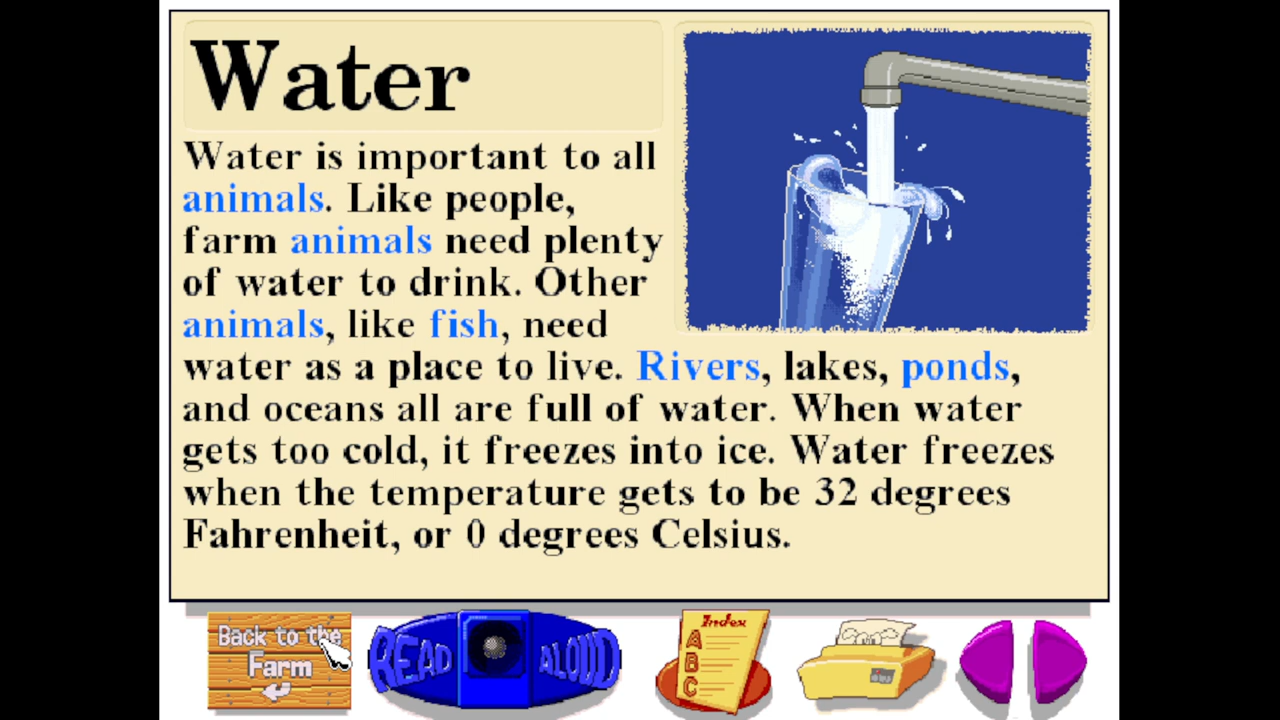 Water
Water is important to all
animals. Like people,
farm animals need plenty
of water to drink. Other
animals, like fish, need
water as a place to live. Rivers, lakes, ponds,
and oceans all are full of water. When water
gets too cold, it freezes into ice. Water freezes
when the temperature gets to be 32 degrees
Fahrenheit, or 0 degrees Celsius.
Back to the
Farm
READ ALOUD
Index
A
B
C